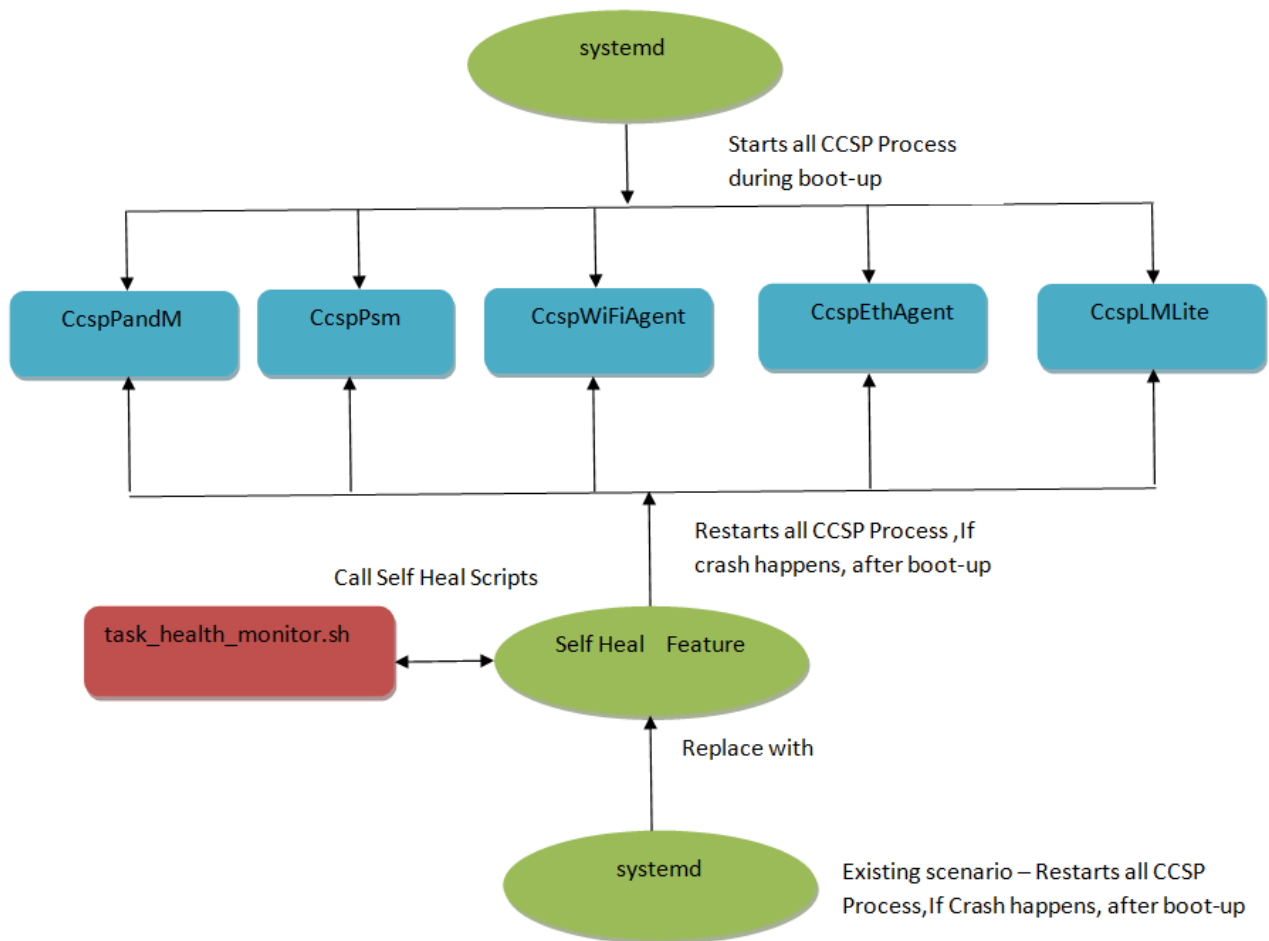 systemd
Starts all CCSP Process
during boot-up
CcspPandM
CcspPsm
CcspWiFiAgent
CcspEthAgent
CcspLMLite
Restarts all CCSP Process ,If
crash happens, after boot-up
Call Self Heal Scripts
task_health_monitor.sh
Self Heal Feature
Replace with
systemd
Existing scenario – Restarts all CCSP
Process,If Crash happens, after boot-up